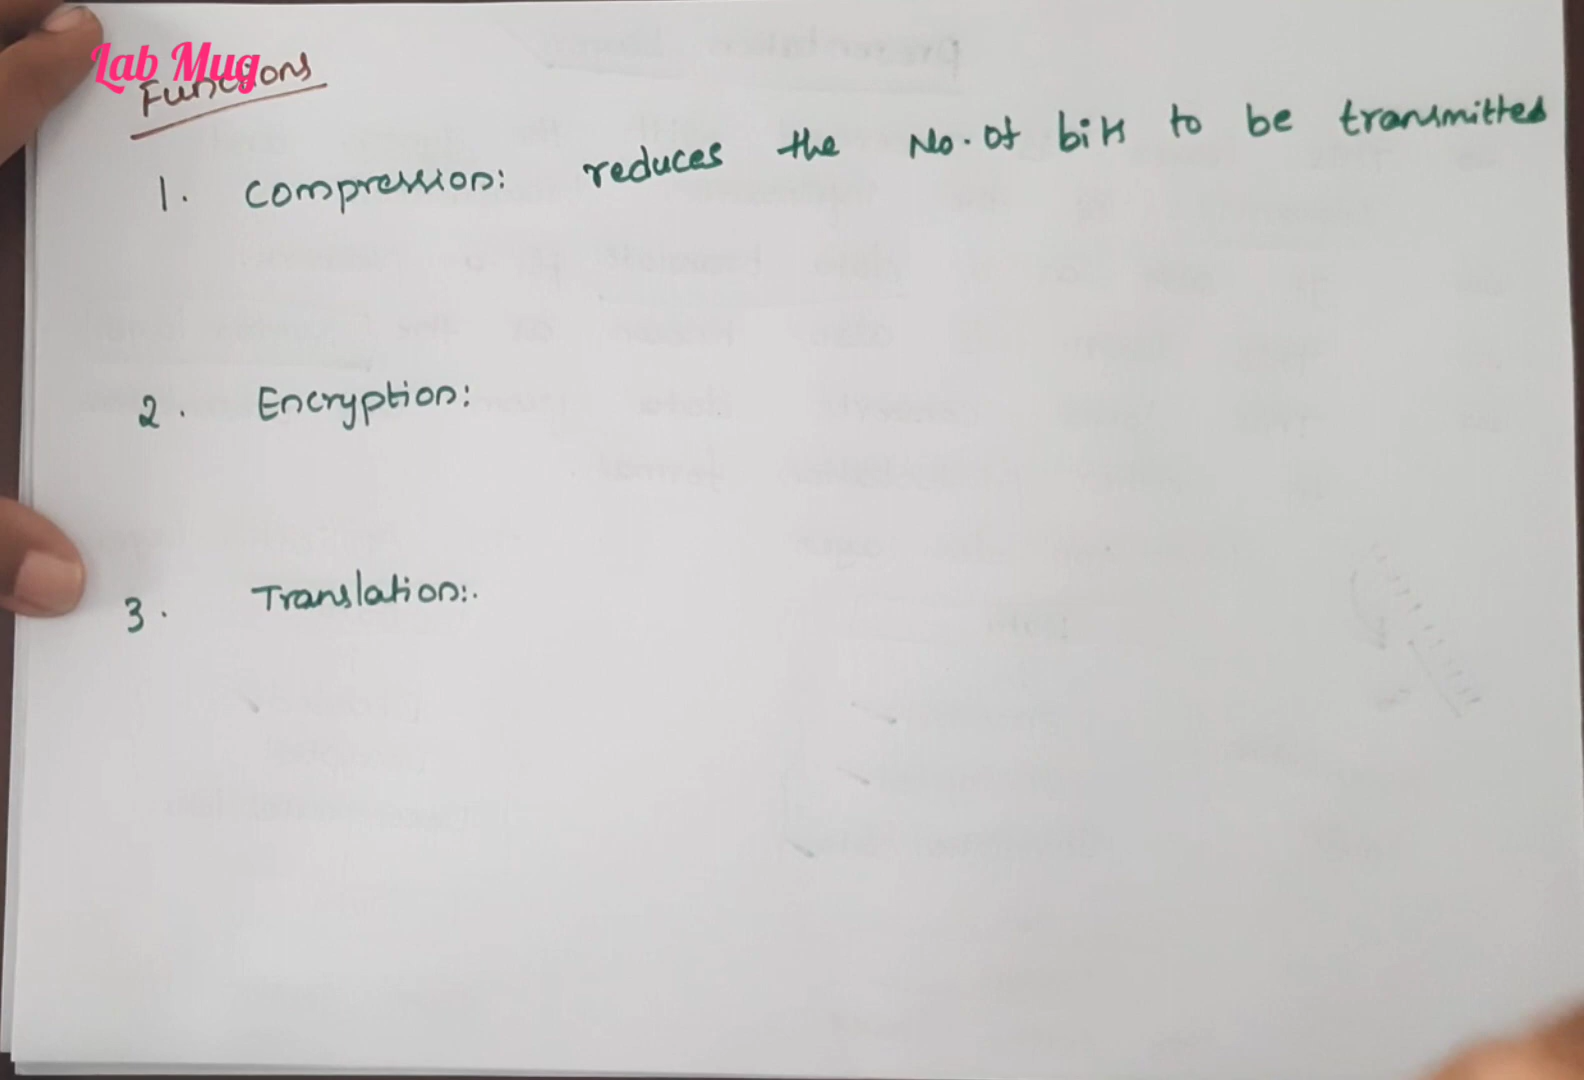 Lab Mug
Functions
1. Compression: reduces the No. of bits to be transmitted
2. Encryption:
3. Translation:.